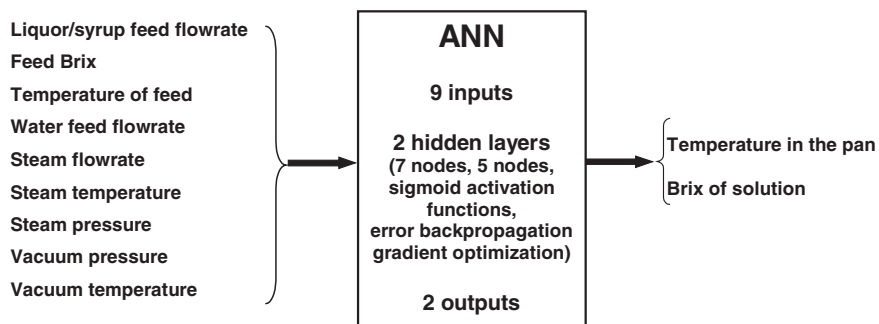 Liquor/syrup feed flowrate
Feed Brix
Temperature of feed
Water feed flowrate
Steam flowrate
Steam temperature
Steam pressure
Vacuum pressure
Vacuum temperature
ANN
9 inputs
2 hidden layers
(7 nodes, 5 nodes,
sigmoid activation
functions,
error backpropagation
gradient optimization)
2 outputs
Temperature in the pan
Brix of solution